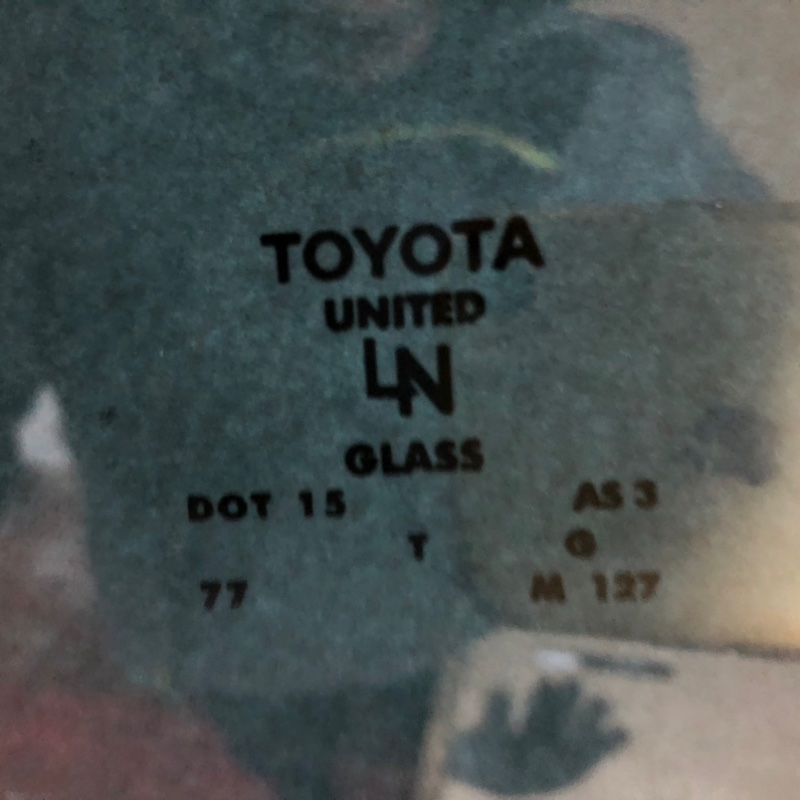 TOYOTA
UNITED
LN
GLASS
DOT 15 AS 3
T G
77 M 127